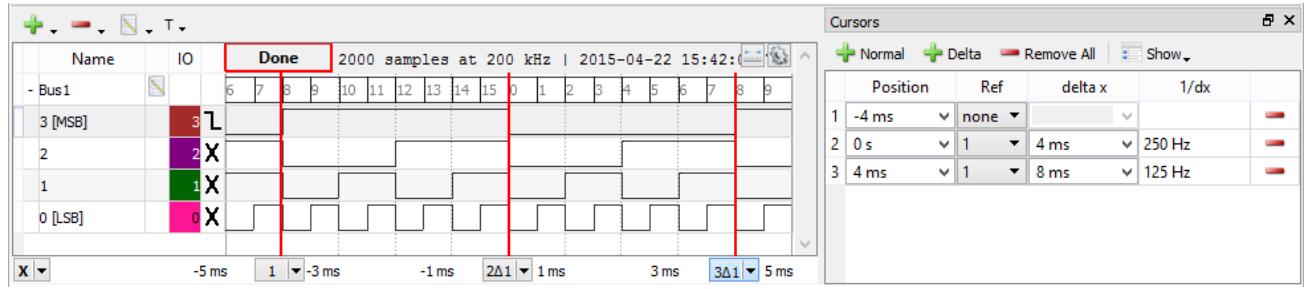 T
Name IO Done 2000 samples at 200 kHz | 2015-04-22 15:42:
- Bus1 6 7 8 9 10 11 12 13 14 15 0 1 2 3 4 5 6 7 8 9
3 [MSB] 3
2 2 X
1 1 X
0 [LSB] 0 X
X -5 ms 1 -3 ms -1 ms 2Δ1 1 ms 3 ms 3Δ1 5 ms
Cursors
Normal Delta Remove All Show
Position Ref delta x 1/dx
1 -4 ms none
2 0 s 1 4 ms 250 Hz
3 4 ms 1 8 ms 125 Hz